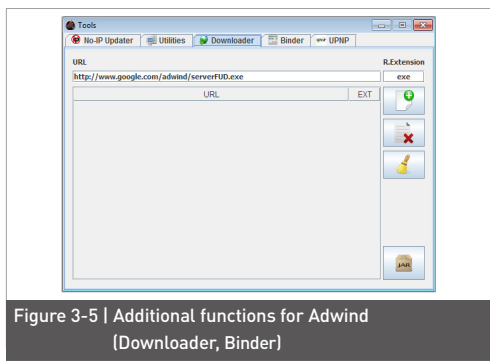 Tools
No-IP Updater Utilities Downloader Binder UPNP
URL R.Extension
http://www.google.com/adwind/serverFUD.exe exe
URL EXT
JAR
Figure 3-5 | Additional functions for Adwind
(Downloader, Binder)